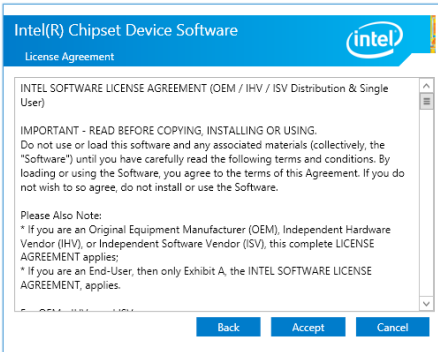 Intel(R) Chipset Device Software
intel
License Agreement
INTEL SOFTWARE LICENSE AGREEMENT (OEM / IHV / ISV Distribution & Single
User)
IMPORTANT - READ BEFORE COPYING, INSTALLING OR USING.
Do not use or load this software and any associated materials (collectively, the
"Software") until you have carefully read the following terms and conditions. By
loading or using the Software, you agree to the terms of this Agreement. If you do
not wish to so agree, do not install or use the Software.
Please Also Note:
* If you are an Original Equipment Manufacturer (OEM), Independent Hardware
Vendor (IHV), or Independent Software Vendor (ISV), this complete LICENSE
AGREEMENT applies;
* If you are an End-User, then only Exhibit A, the INTEL SOFTWARE LICENSE
AGREEMENT, applies.
Back Accept Cancel